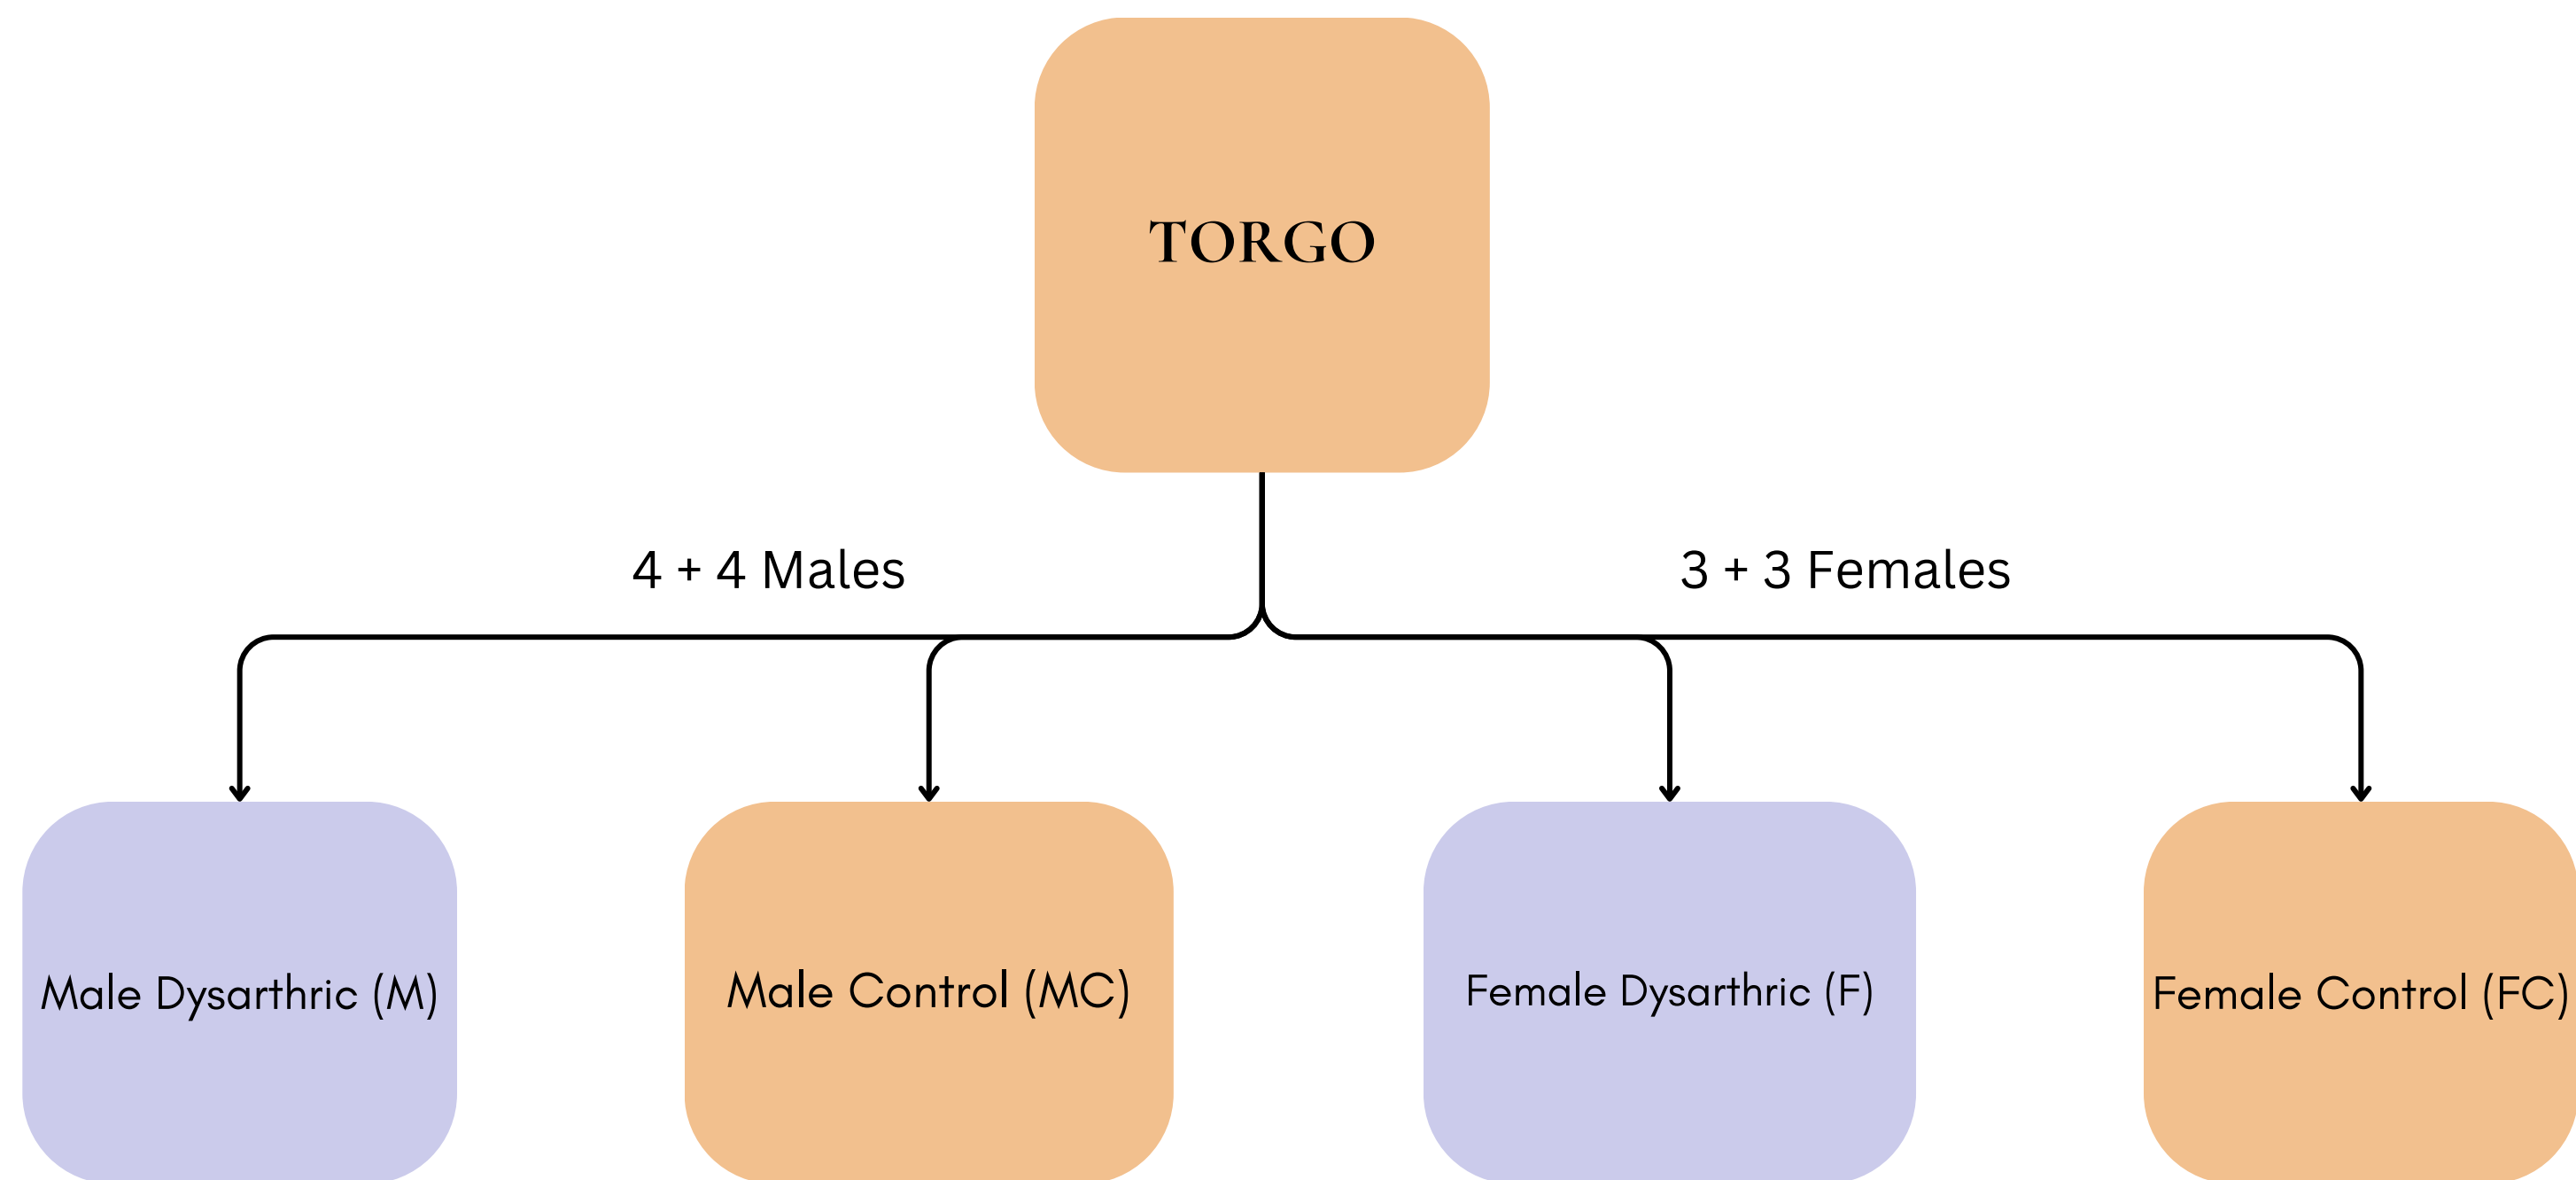 TORGO
4 + 4 Males
3 + 3 Females
Male Dysarthric (M)
Male Control (MC)
Female Dysarthric (F)
Female Control (FC)